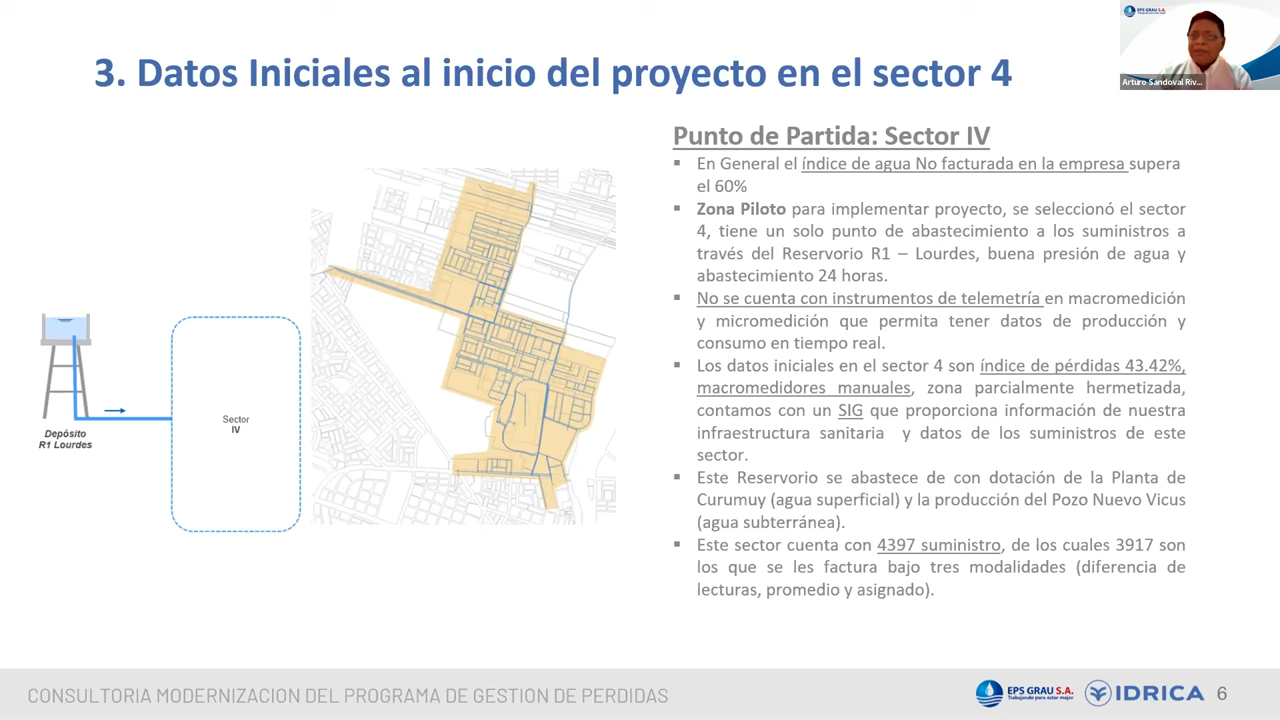 EPS GRAU S.A.
Arturo Sandoval Riv...
3. Datos Iniciales al inicio del proyecto en el sector 4
Punto de Partida: Sector IV
▪ En General el índice de agua No facturada en la empresa supera
el 60%
▪ Zona Piloto para implementar proyecto, se seleccionó el sector
4, tiene un solo punto de abastecimiento a los suministros a
través del Reservorio R1 – Lourdes, buena presión de agua y
abastecimiento 24 horas.
▪ No se cuenta con instrumentos de telemetría en macromedición
y micromedición que permita tener datos de producción y
consumo en tiempo real.
▪ Los datos iniciales en el sector 4 son índice de pérdidas 43.42%,
macromedidores manuales, zona parcialmente hermetizada,
contamos con un SIG que proporciona información de nuestra
infraestructura sanitaria y datos de los suministros de este
sector.
▪ Este Reservorio se abastece de con dotación de la Planta de
Curumuy (agua superficial) y la producción del Pozo Nuevo Vicus
(agua subterránea).
▪ Este sector cuenta con 4397 suministro, de los cuales 3917 son
los que se les factura bajo tres modalidades (diferencia de
lecturas, promedio y asignado).
Depósito
R1 Lourdes
Sector
IV
CONSULTORIA MODERNIZACION DEL PROGRAMA DE GESTION DE PERDIDAS
EPS GRAU S.A.
Trabajando para estar mejor
IDRICA
6